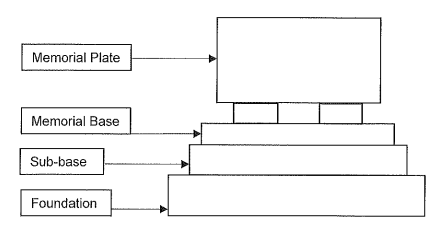 Memorial Plate
Memorial Base
Sub-base
Foundation